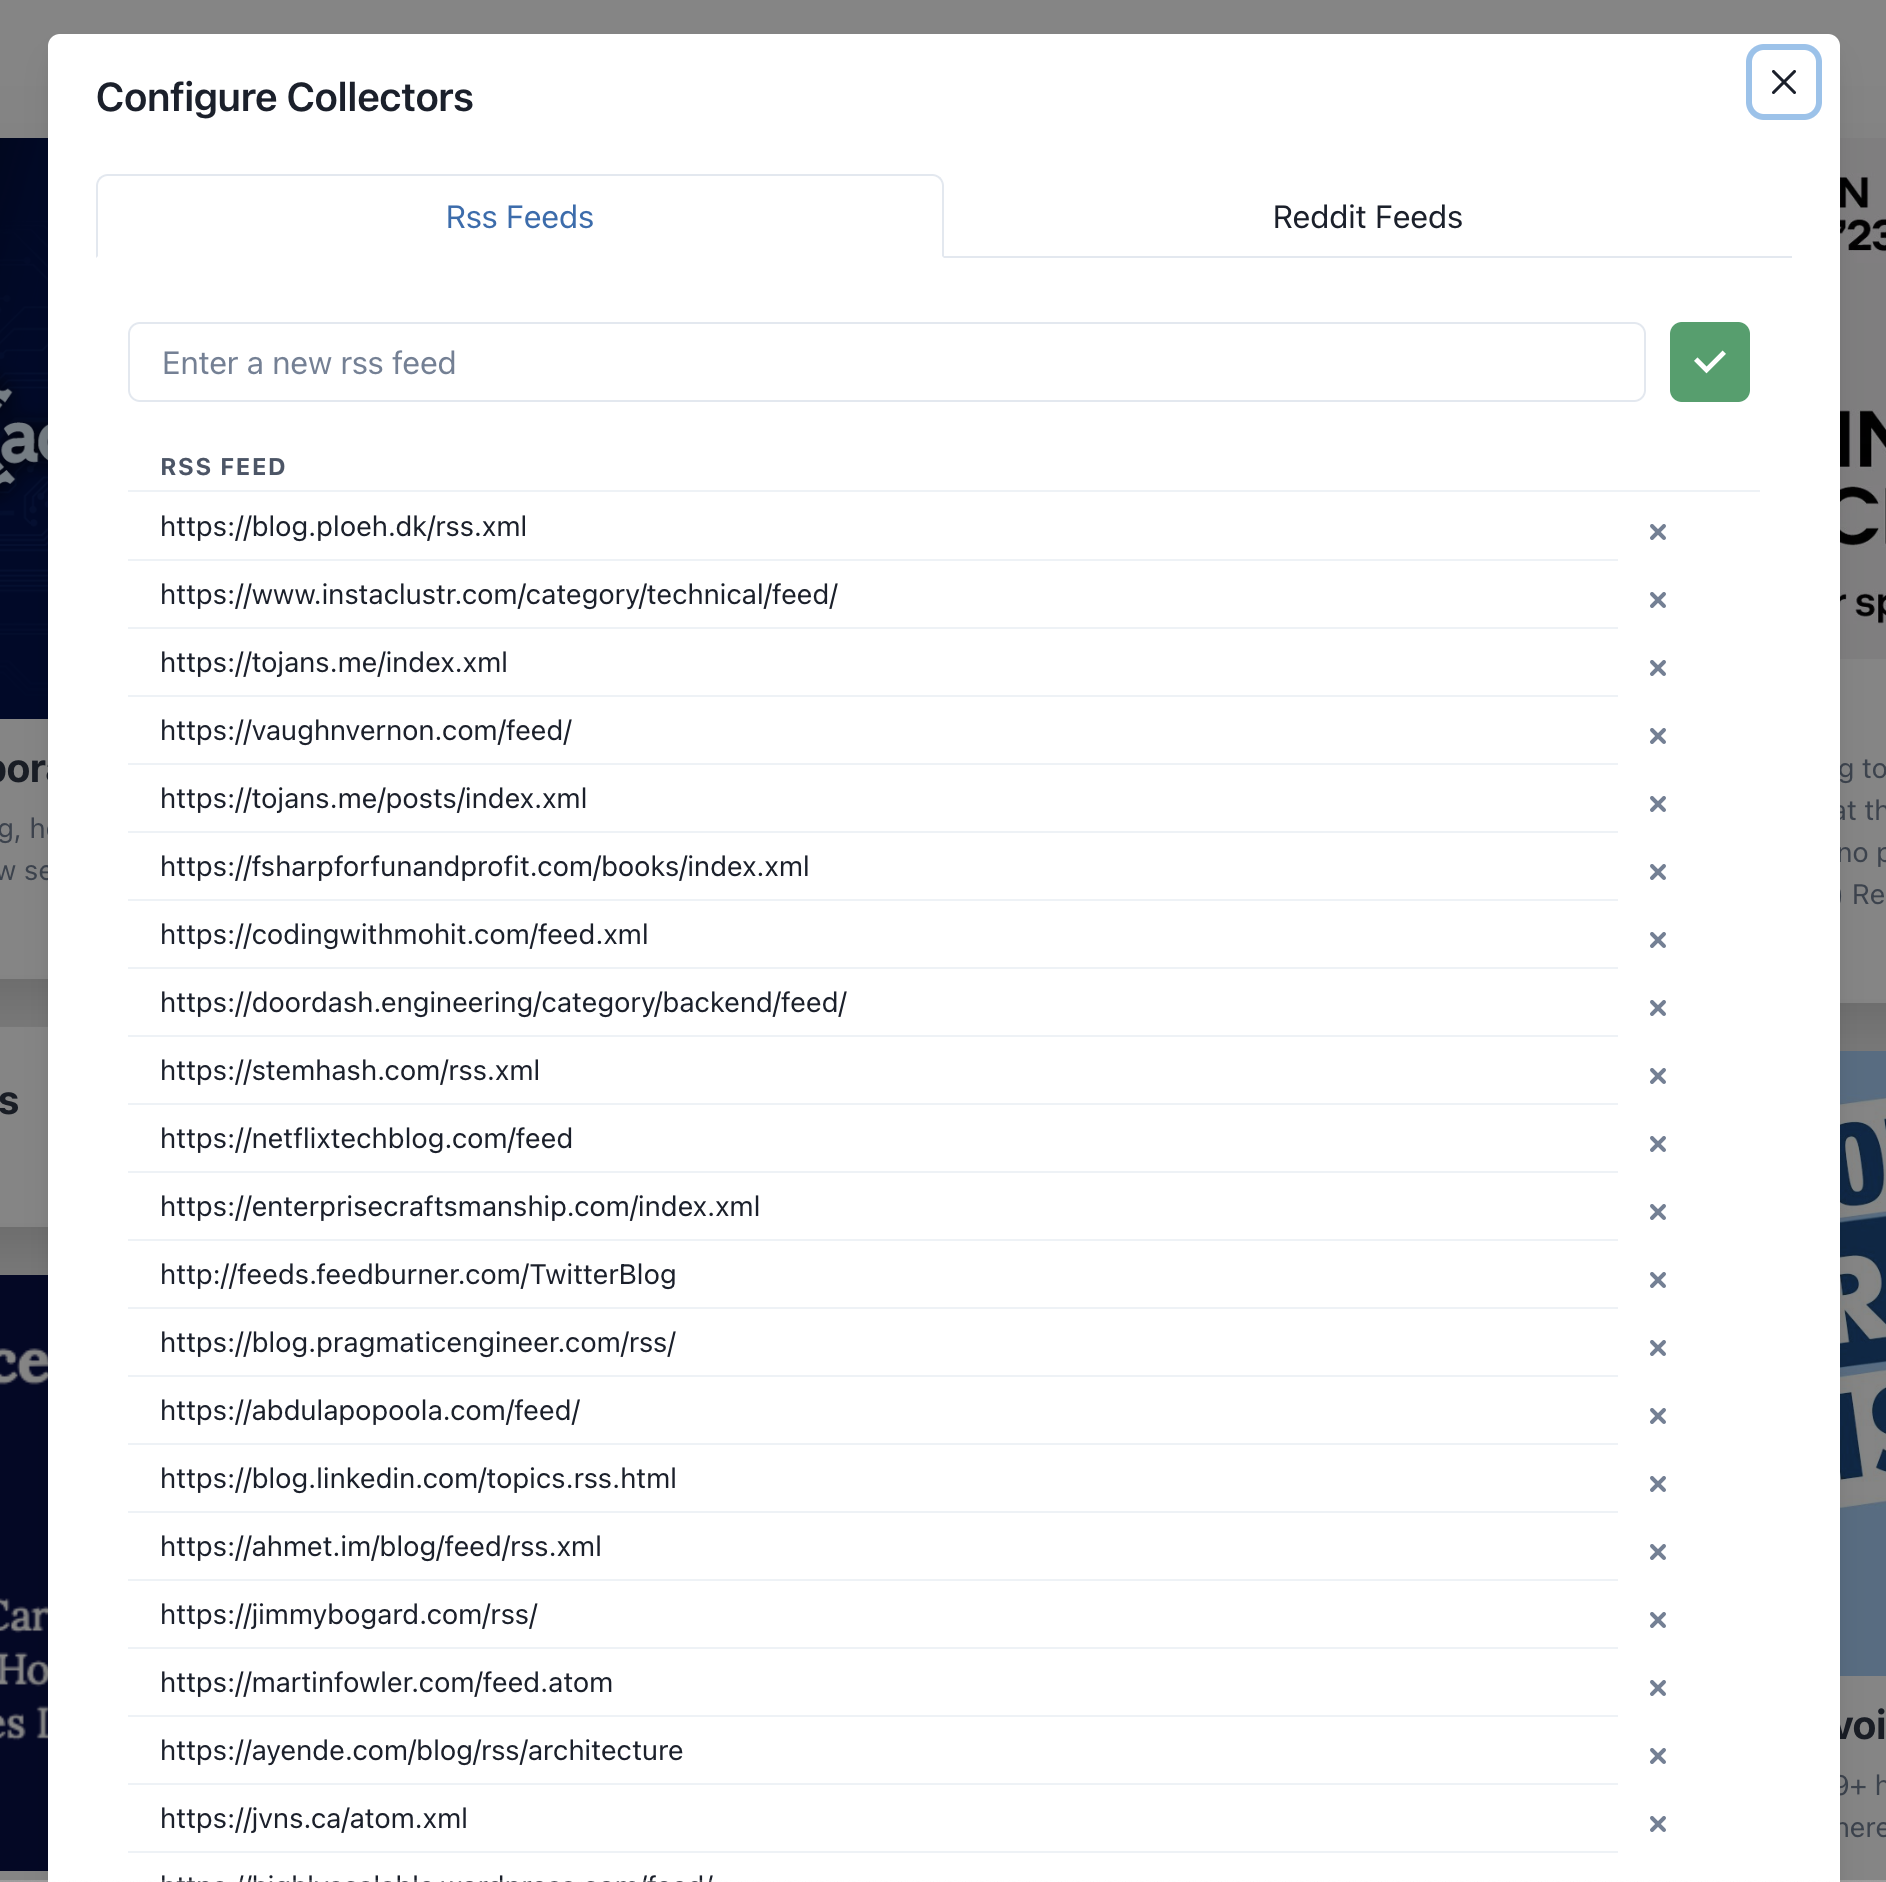 Configure Collectors
Rss Feeds
Reddit Feeds
Enter a new rss feed
RSS FEED
https://blog.ploeh.dk/rss.xml
https://www.instaclustr.com/category/technical/feed/
https://tojans.me/index.xml
https://vaughnvernon.com/feed/
https://tojans.me/posts/index.xml
https://fsharpforfunandprofit.com/books/index.xml
https://codingwithmohit.com/feed.xml
https://doordash.engineering/category/backend/feed/
https://stemhash.com/rss.xml
https://netflixtechblog.com/feed
https://enterprisecraftsmanship.com/index.xml
http://feeds.feedburner.com/TwitterBlog
https://blog.pragmaticengineer.com/rss/
https://abdulapopoola.com/feed/
https://blog.linkedin.com/topics.rss.html
https://ahmet.im/blog/feed/rss.xml
https://jimmybogard.com/rss/
https://martinfowler.com/feed.atom
https://ayende.com/blog/rss/architecture
https://jvns.ca/atom.xml